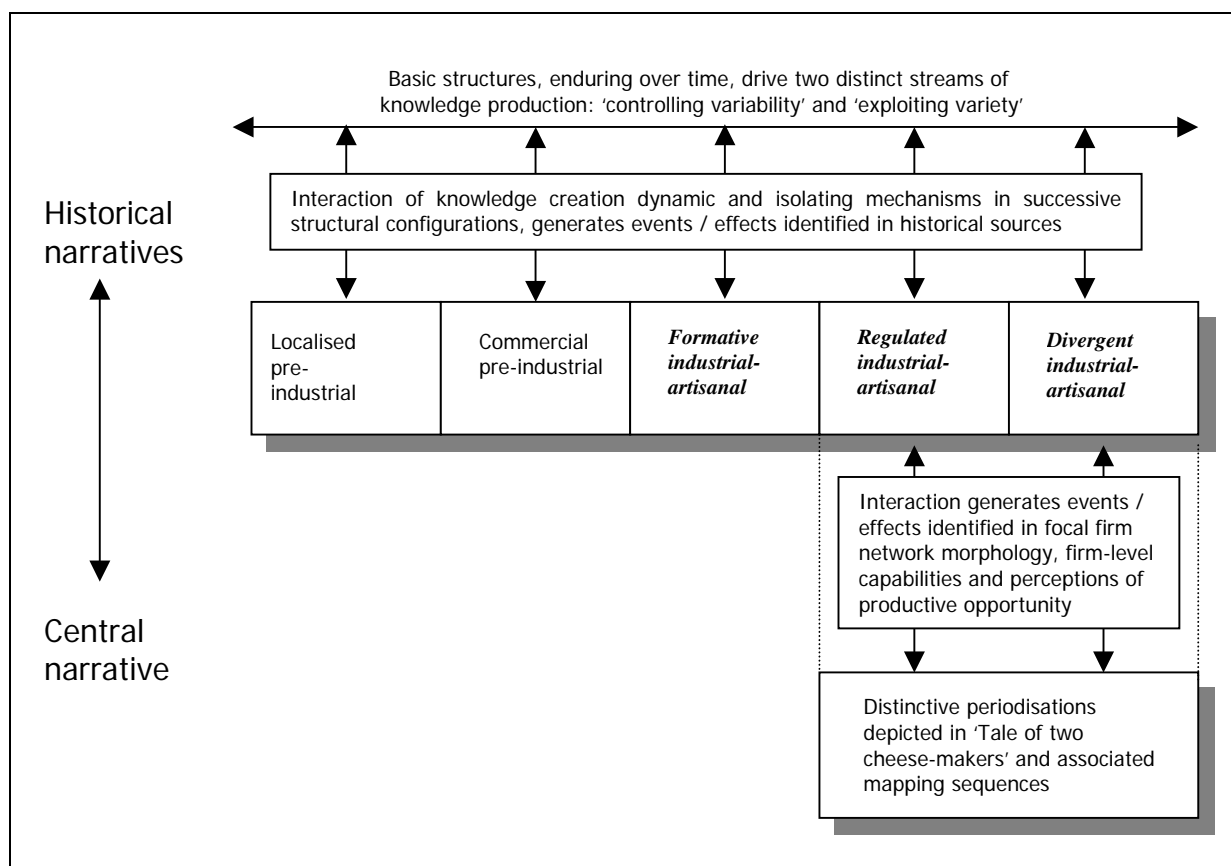 Basic structures, enduring over time, drive two distinct streams of
knowledge production: ‘controlling variability’ and ‘exploiting variety’
Historical
narratives
Interaction of knowledge creation dynamic and isolating mechanisms in successive
structural configurations, generates events / effects identified in historical sources
Localised
pre-
industrial
Commercial
pre-industrial
Formative
industrial-
artisanal
Regulated
industrial-
artisanal
Divergent
industrial-
artisanal
Interaction generates events /
effects identified in focal firm
network morphology, firm-level
capabilities and perceptions of
productive opportunity
Central
narrative
Distinctive periodisations
depicted in ‘Tale of two
cheese-makers’ and associated
mapping sequences